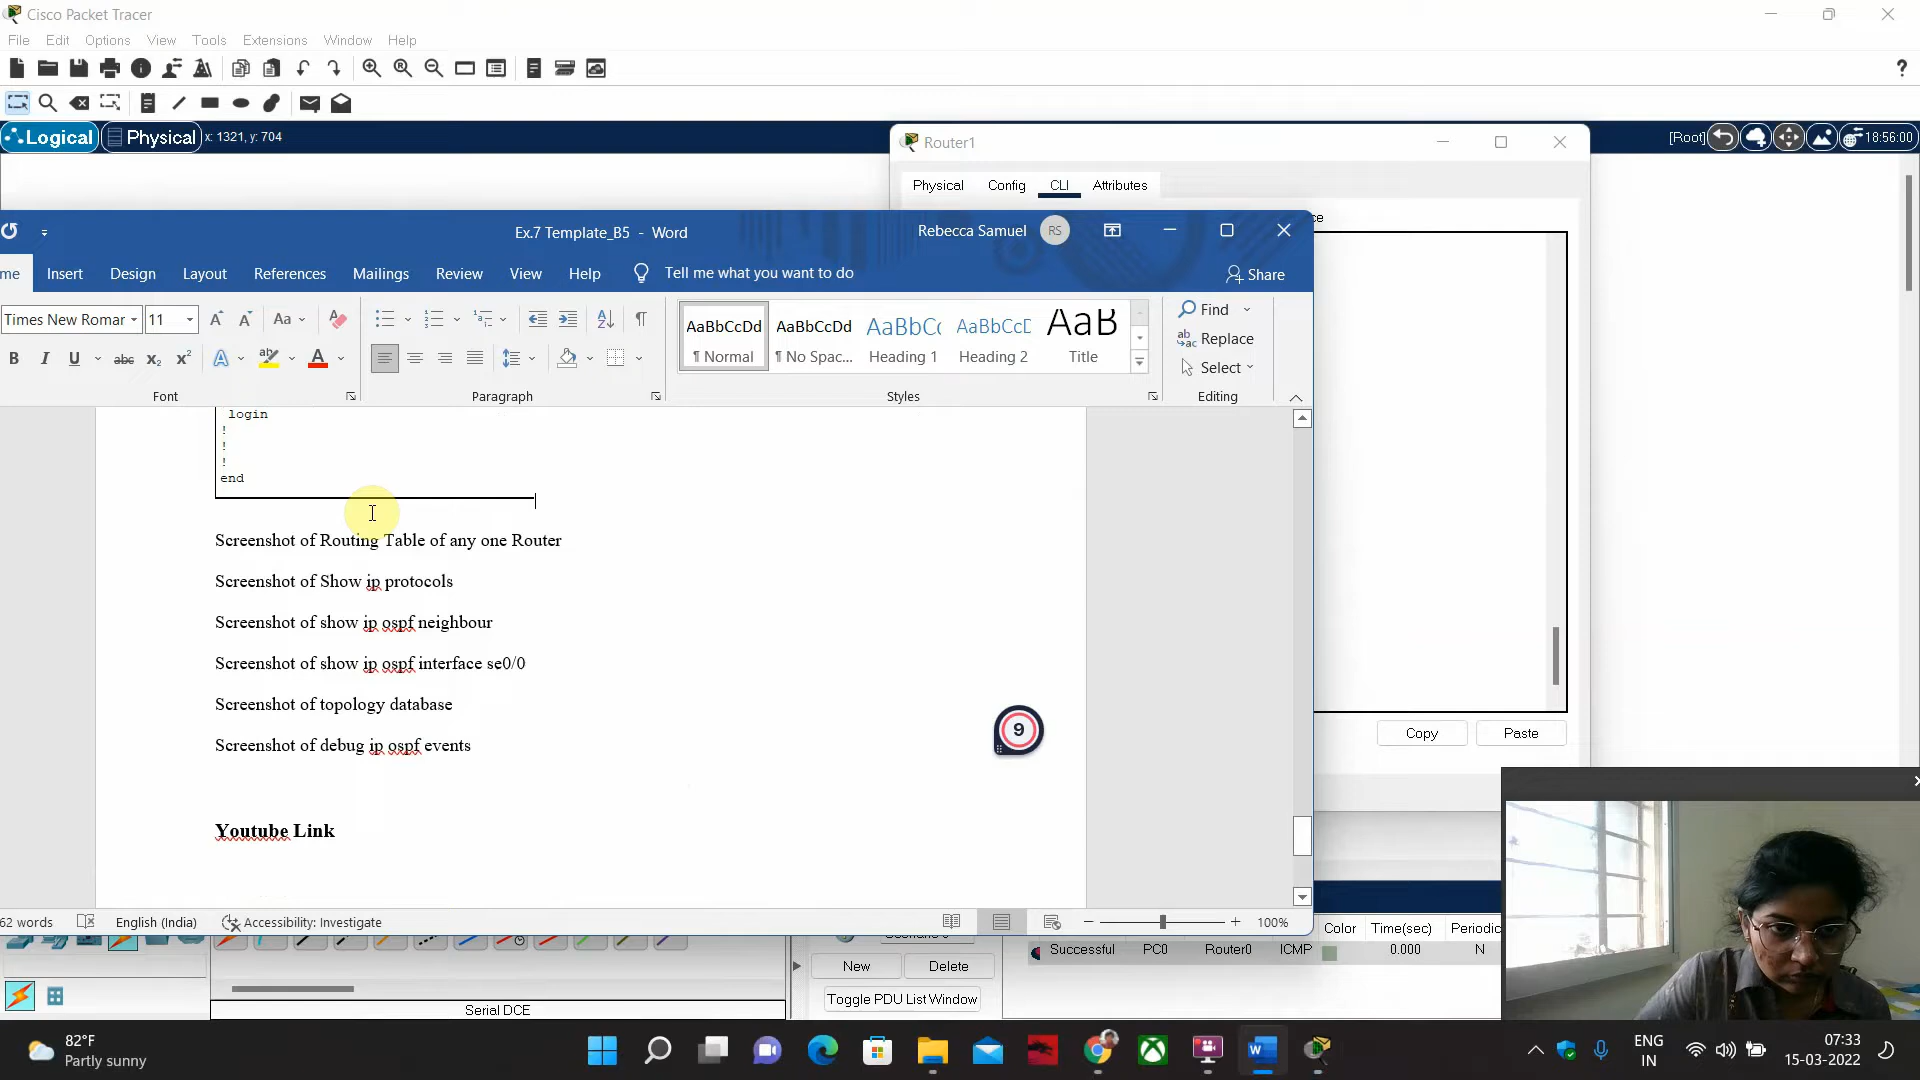 Cisco Packet Tracer
File Edit Options View Tools Extensions Window Help
?
Logical Physical x: 1321, y: 704
[Root] 18:56:00
Router1
Physical Config CLI Attributes
ce
Ex.7 Template_B5 - Word
Rebecca Samuel RS
me Insert Design Layout References Mailings Review View Help Tell me what you want to do Share
Times New Romar 11 Aa
AaBbCcDd AaBbCcDd AaBbCc AaBbCcD AaB
¶ Normal ¶ No Spac... Heading 1 Heading 2 Title
Find
Replace
Select
Font Paragraph Styles Editing
login
!
!
!
end
Screenshot of Routing Table of any one Router
Screenshot of Show ip protocols
Screenshot of show ip ospf neighbour
Screenshot of show ip ospf interface se0/0
Screenshot of topology database
Screenshot of debug ip ospf events
Youtube Link
9
Copy Paste
62 words English (India) Accessibility: Investigate 100%
New Delete
Toggle PDU List Window
Serial DCE
Color Time(sec) Periodic
Successful PC0 Router0 ICMP 0.000 N
82°F
Partly sunny
ENG
IN
07:33
15-03-2022